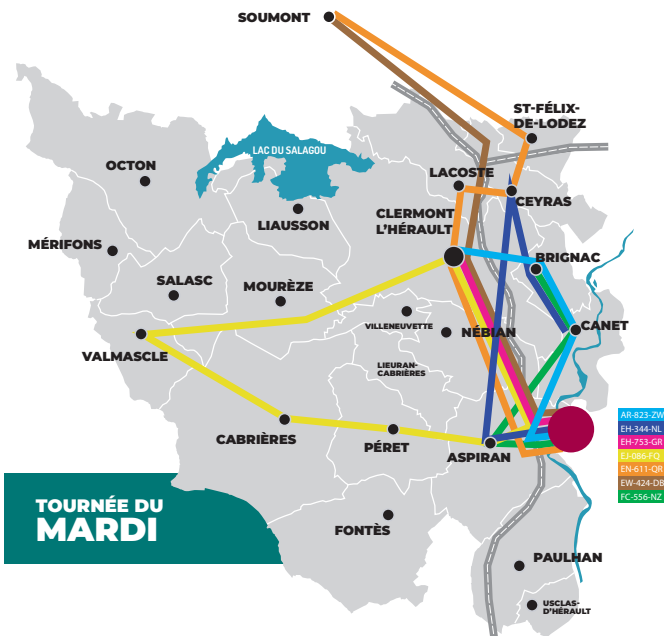 SOUMONT
ST-FÉLIX-
DE-LODEZ
LAC DU SALAGOU
OCTON
LACOSTE
CEYRAS
CLERMONT
L'HÉRAULT
LIAUSSON
MÉRIFONS
BRIGNAC
SALASC
MOURÈZE
CANET
VILLENEUVETTE
NÉBIAN
VALMASCLE
LIEURAN-
CABRIÈRES
AR-823-ZW
EH-344-NL
EH-753-GR
EJ-086-FQ
EN-611-QR
EW-424-DB
FC-556-NZ
CABRIÈRES
PÉRET
ASPIRAN
TOURNÉE DU
MARDI
FONTÈS
PAULHAN
USCLAS-
D'HÉRAULT